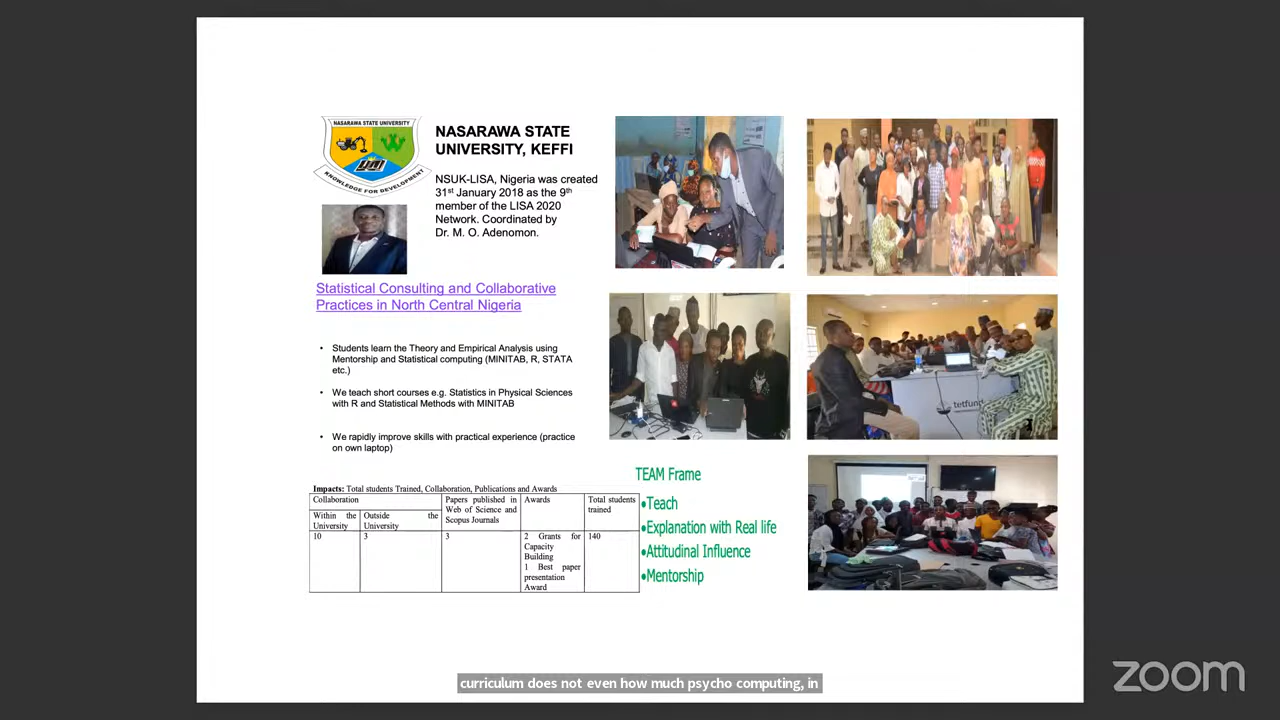 NASARAWA STATE UNIVERSITY
KNOWLEDGE FOR DEVELOPMENT
NASARAWA STATE
UNIVERSITY, KEFFI
NSUK-LISA, Nigeria was created
31st January 2018 as the 9th
member of the LISA 2020
Network. Coordinated by
Dr. M. O. Adenomon.
Statistical Consulting and Collaborative
Practices in North Central Nigeria
• Students learn the Theory and Empirical Analysis using
Mentorship and Statistical computing (MINITAB, R, STATA
etc.)
• We teach short courses e.g. Statistics in Physical Sciences
with R and Statistical Methods with MINITAB
• We rapidly improve skills with practical experience (practice
on own laptop)
Impacts: Total students Trained, Collaboration, Publications and Awards
Collaboration
Within the
University
Outside the
University
Papers published in
Web of Science and
Scopus Journals
Awards
Total students
trained
10
3
3
2 Grants for
Capacity
Building
1 Best paper
presentation
Award
140
TEAM Frame
•Teach
•Explanation with Real life
•Attitudinal Influence
•Mentorship
tetfund
curriculum does not even how much psycho computing, in
zoom